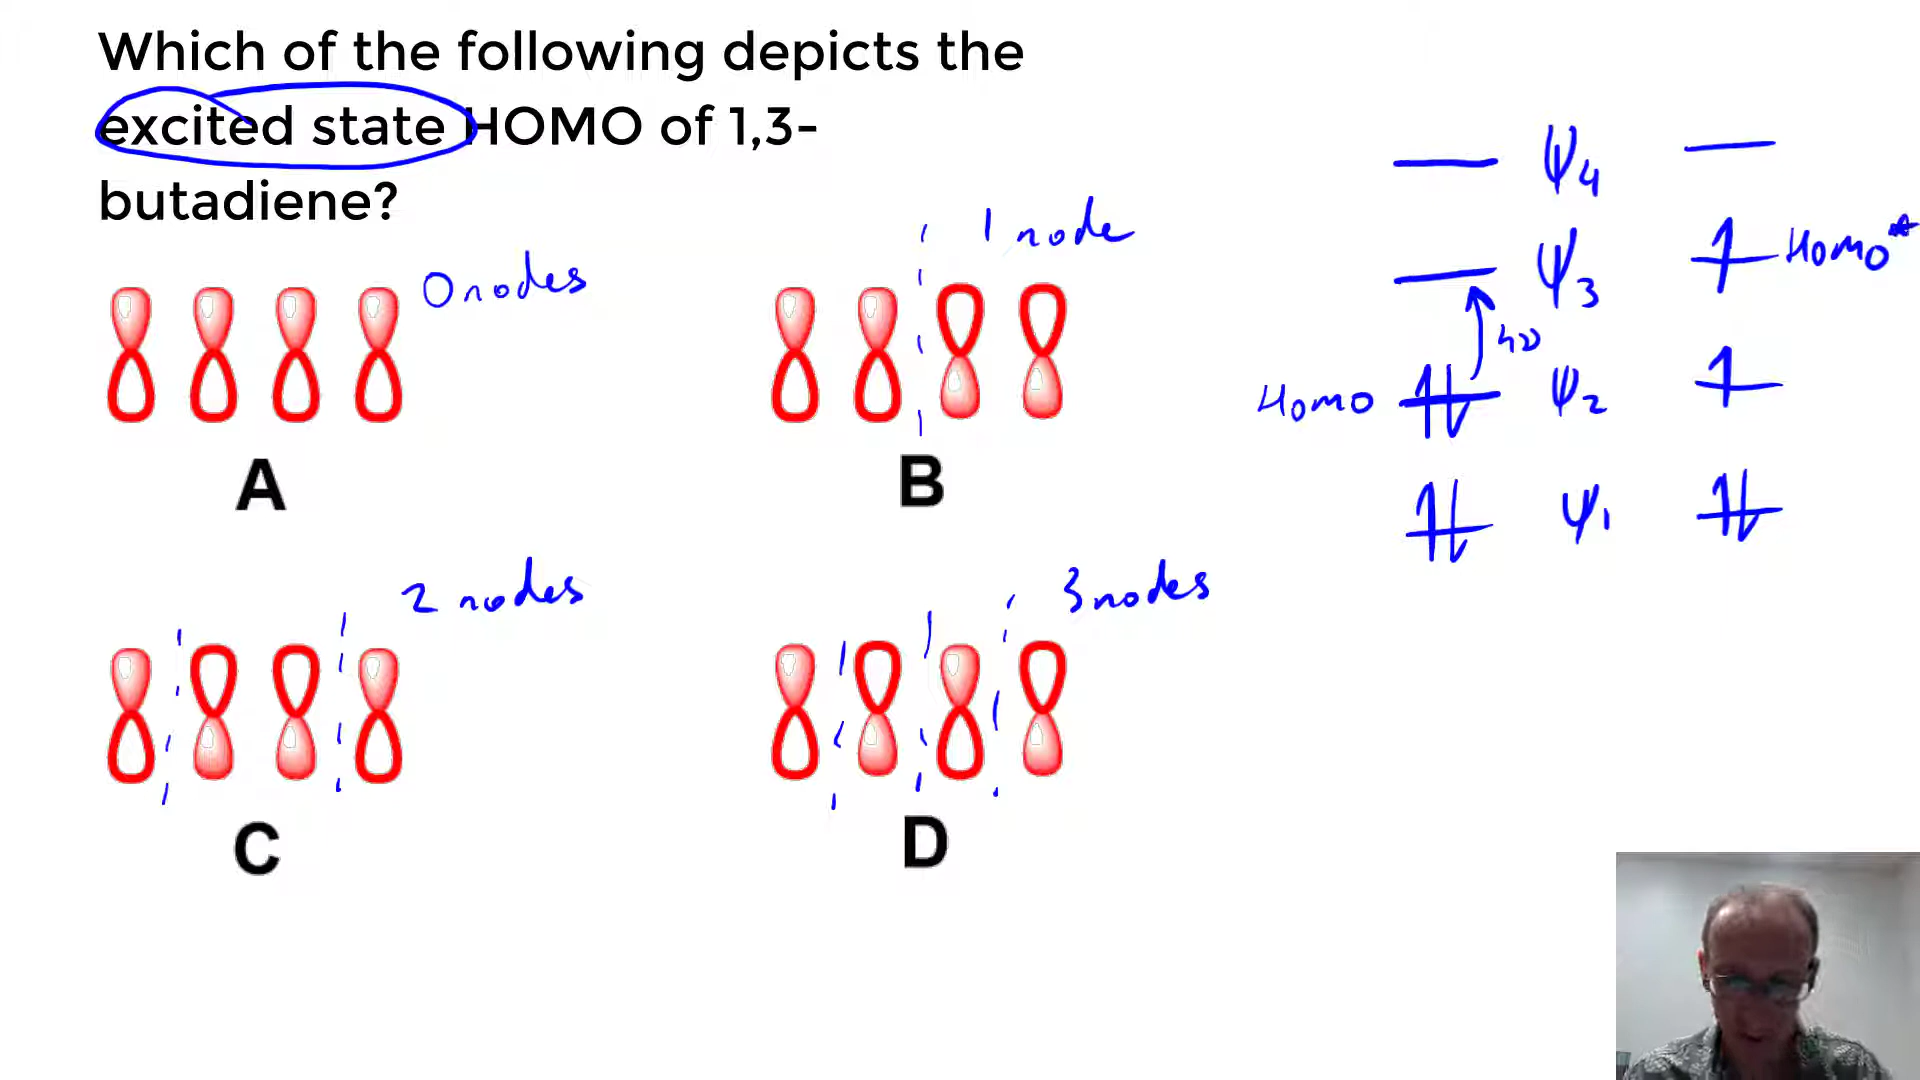 Which of the following depicts the
excited state HOMO of 1,3-
butadiene?
0 nodes
1 node
A
B
2 nodes
3 nodes
C
D
ψ4
ψ3
HOMO*
hν
HOMO
ψ2
ψ1